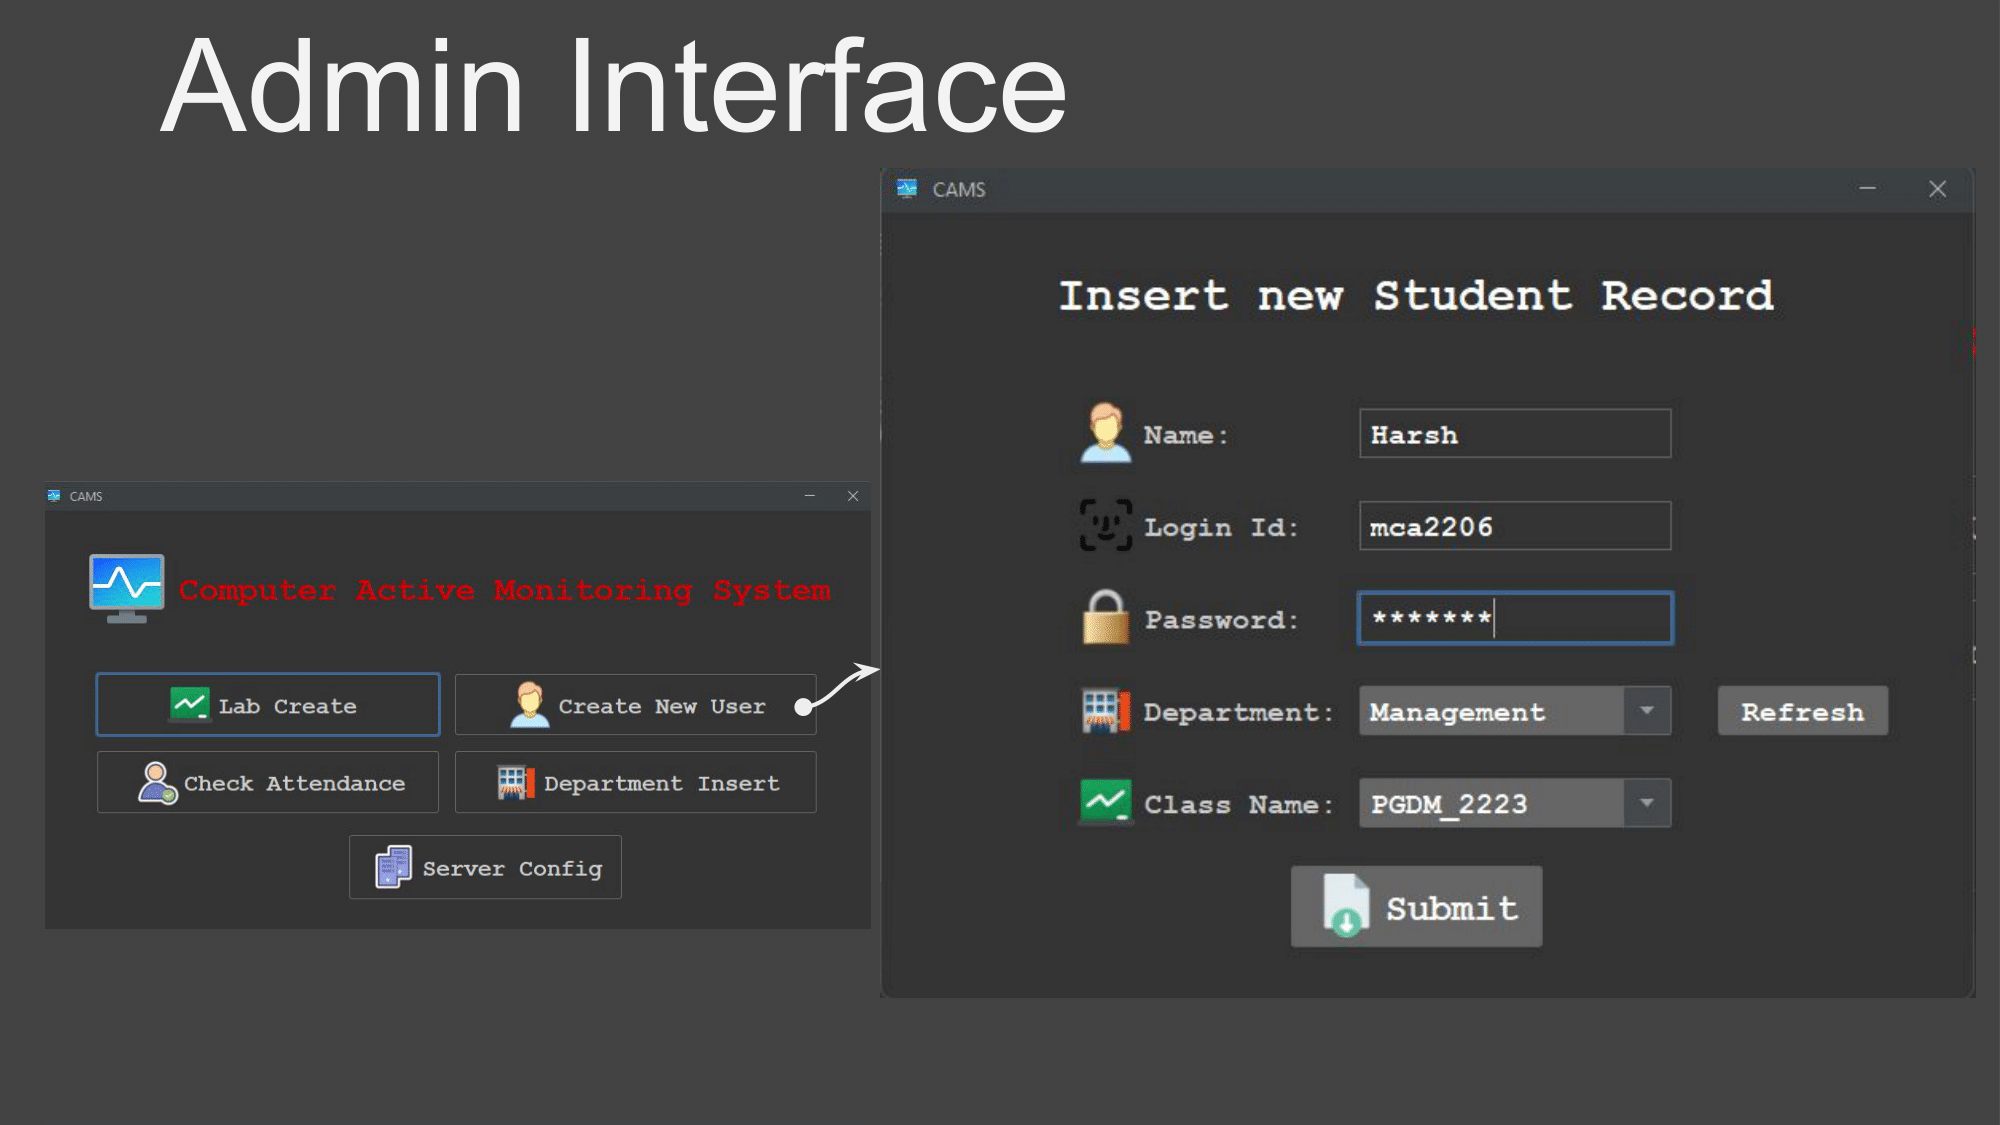 Admin Interface
CAMS
Computer Active Monitoring System
Lab Create
Create New User
Check Attendance
Department Insert
Server Config
CAMS
Insert new Student Record
Name: Harsh
Login Id: mca2206
Password: *******
Department: Management Refresh
Class Name: PGDM_2223
Submit